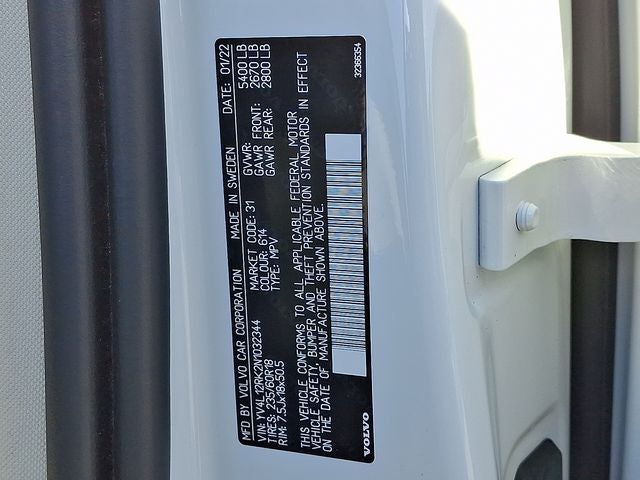 MFD BY VOLVO CAR CORPORATION MADE IN SWEDEN DATE: 01/22
VIN: YV4L12RK2N1032344 MARKET CODE: 31 GVWR: 5400 LB
TIRES: 235/60R18 COLOUR: 614 GAWR FRONT: 2670 LB
RIM: 7.5Jx18x50.5 TYPE: MPV GAWR REAR: 2800 LB
THIS VEHICLE CONFORMS TO ALL APPLICABLE FEDERAL MOTOR
VEHICLE SAFETY, BUMPER AND THEFT PREVENTION STANDARDS IN EFFECT
ON THE DATE OF MANUFACTURE SHOWN ABOVE.
VOLVO 32366354